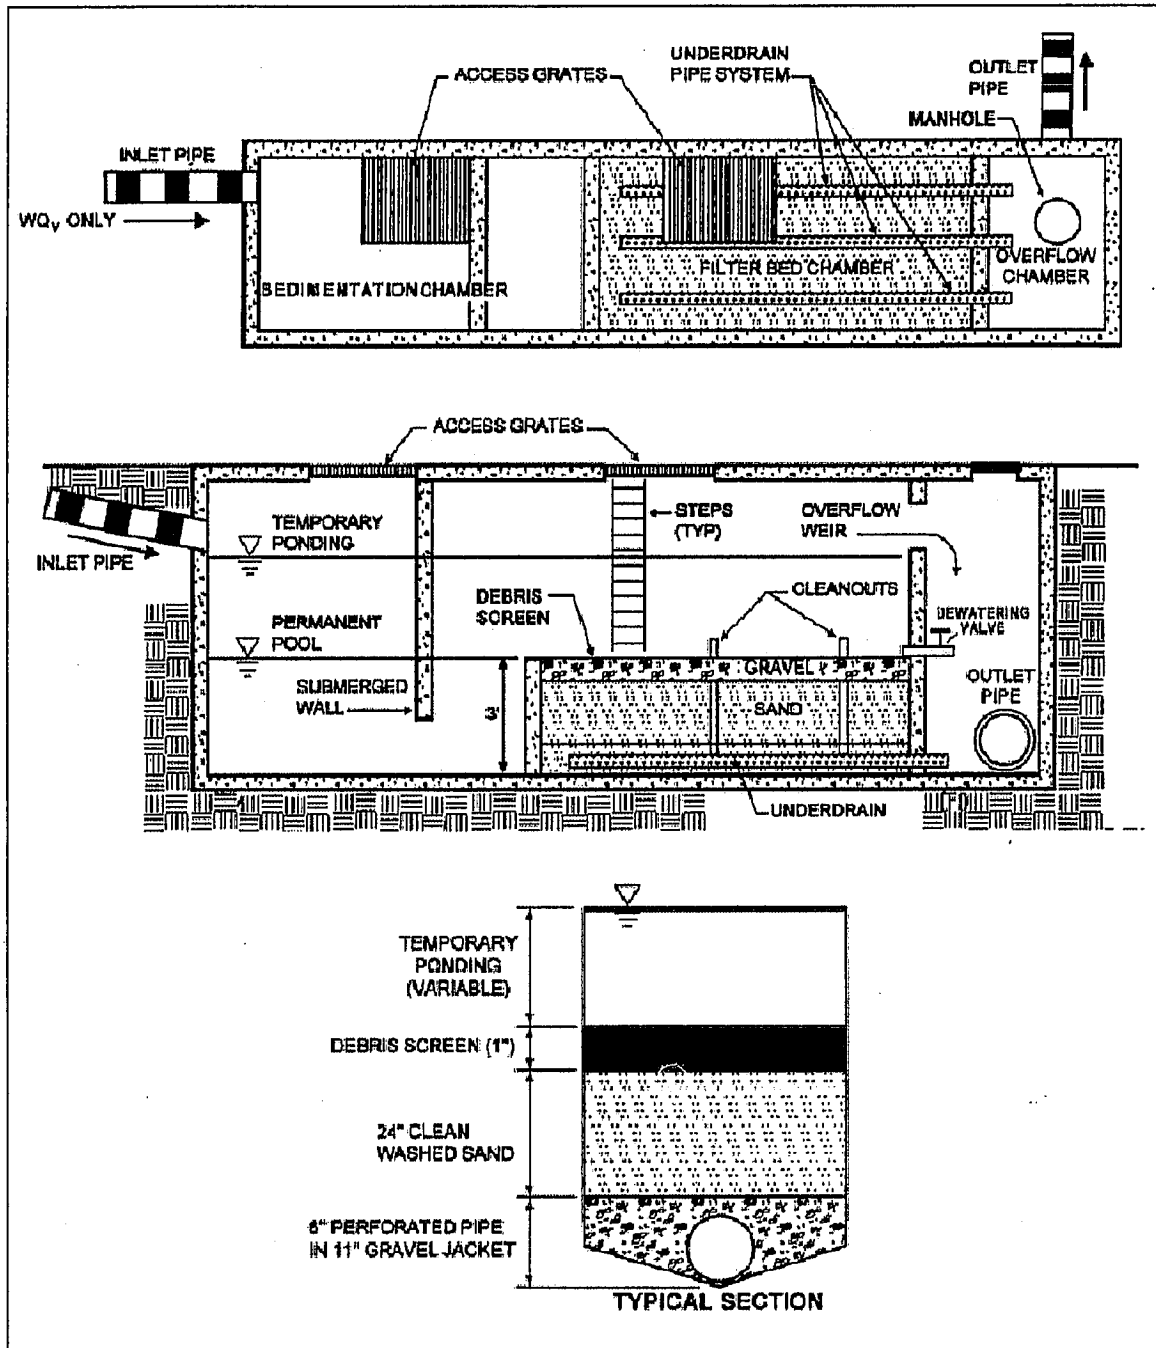 UNDERDRAIN
PIPE SYSTEM
ACCESS GRATES
OUTLET
PIPE
MANHOLE
INLET PIPE
WQv ONLY
FILTER BED CHAMBER
OVERFLOW
CHAMBER
SEDIMENTATION CHAMBER
ACCESS GRATES
TEMPORARY
PONDING
STEPS
(TYP)
OVERFLOW
WEIR
INLET PIPE
CLEANOUTS
DEBRIS
SCREEN
DEWATERING
VALVE
PERMANENT
POOL
GRAVEL
OUTLET
PIPE
SUBMERGED
WALL
3'
SAND
UNDERDRAIN
TEMPORARY
PONDING
(VARIABLE)
DEBRIS SCREEN (1")
24" CLEAN
WASHED SAND
6" PERFORATED PIPE
IN 11" GRAVEL JACKET
TYPICAL SECTION